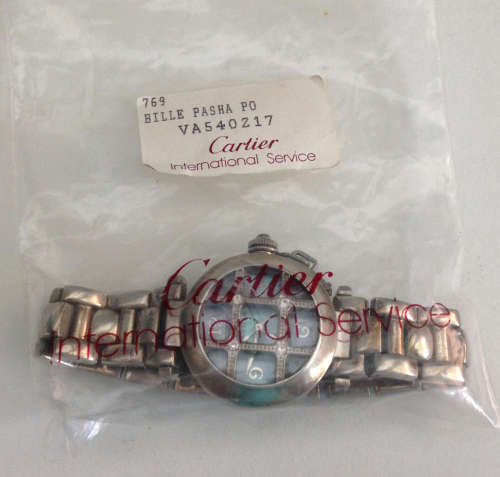 769
BILLE PASHA PO
VA540217
Cartier
International Service
Cartier
international Service